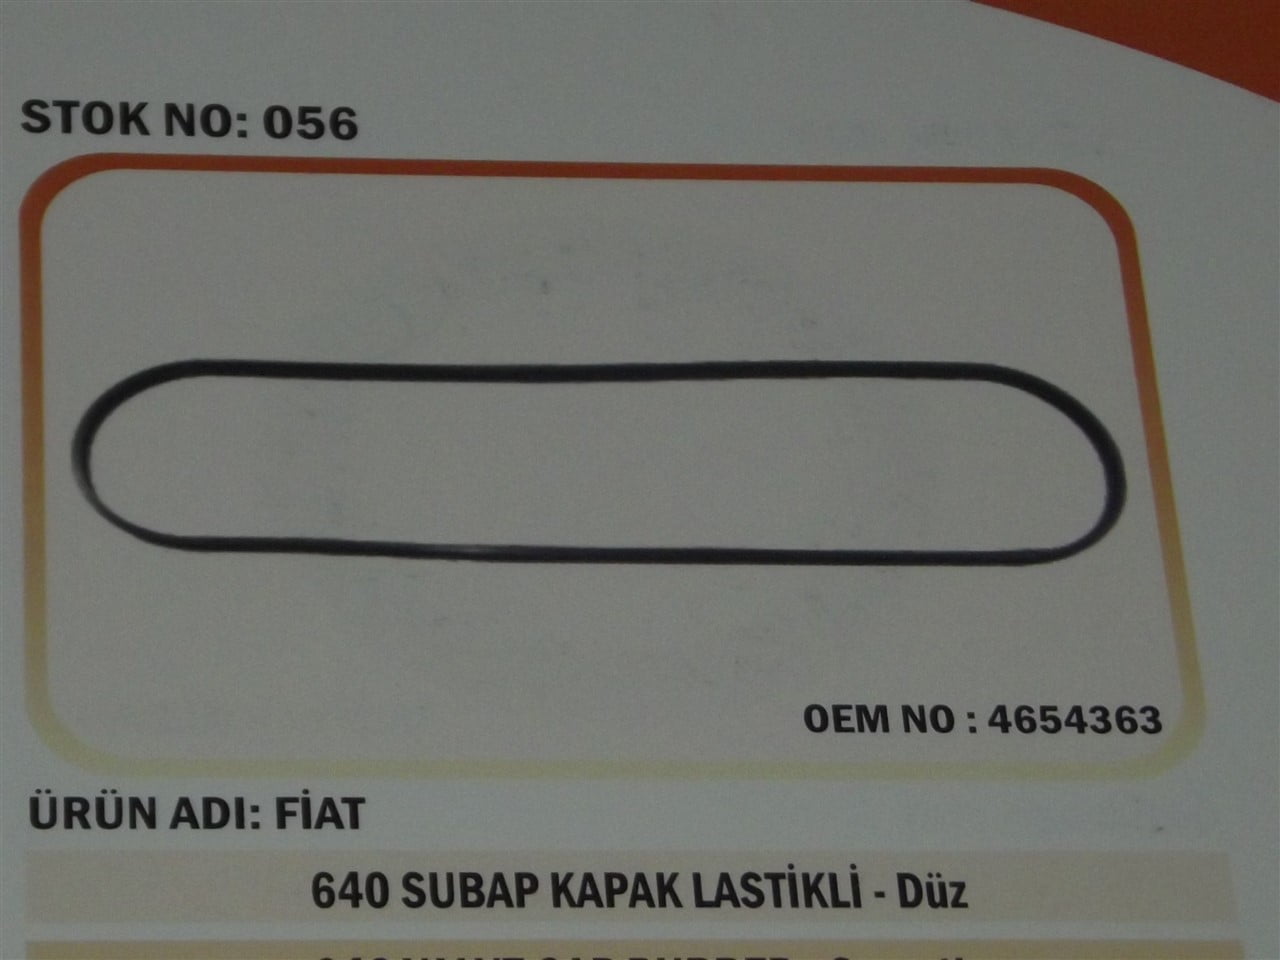 STOK NO: 056
OEM NO : 4654363
ÜRÜN ADI: FİAT
640 SUBAP KAPAK LASTİKLİ - Düz